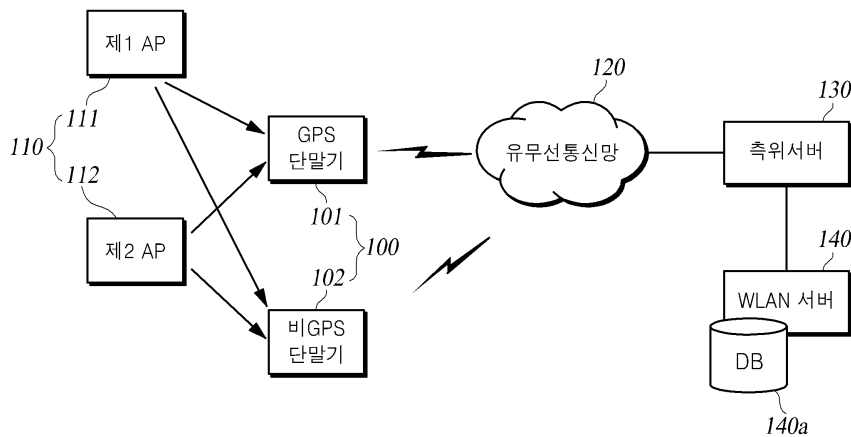 제1 AP
111
110
112
제2 AP
GPS
단말기
101
100
102
비GPS
단말기
120
유무선통신망
130
측위서버
140
WLAN 서버
DB
140a